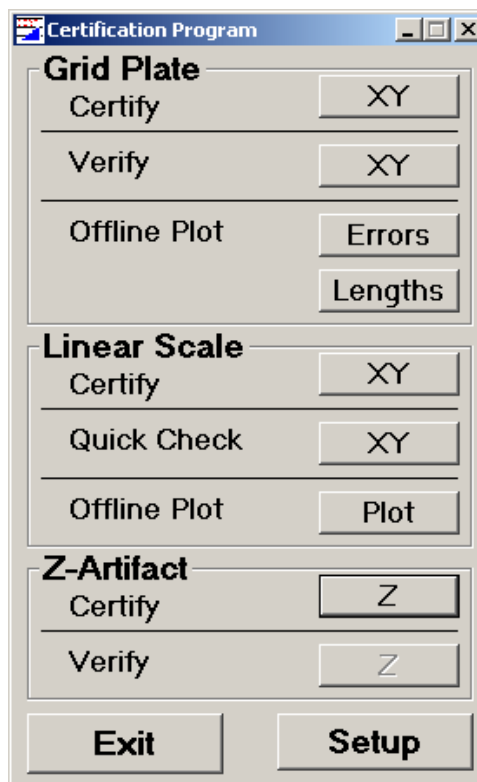 Certification Program
Grid Plate
Certify XY
Verify XY
Offline Plot Errors
Lengths
Linear Scale
Certify XY
Quick Check XY
Offline Plot Plot
Z-Artifact
Certify Z
Verify Z
Exit Setup